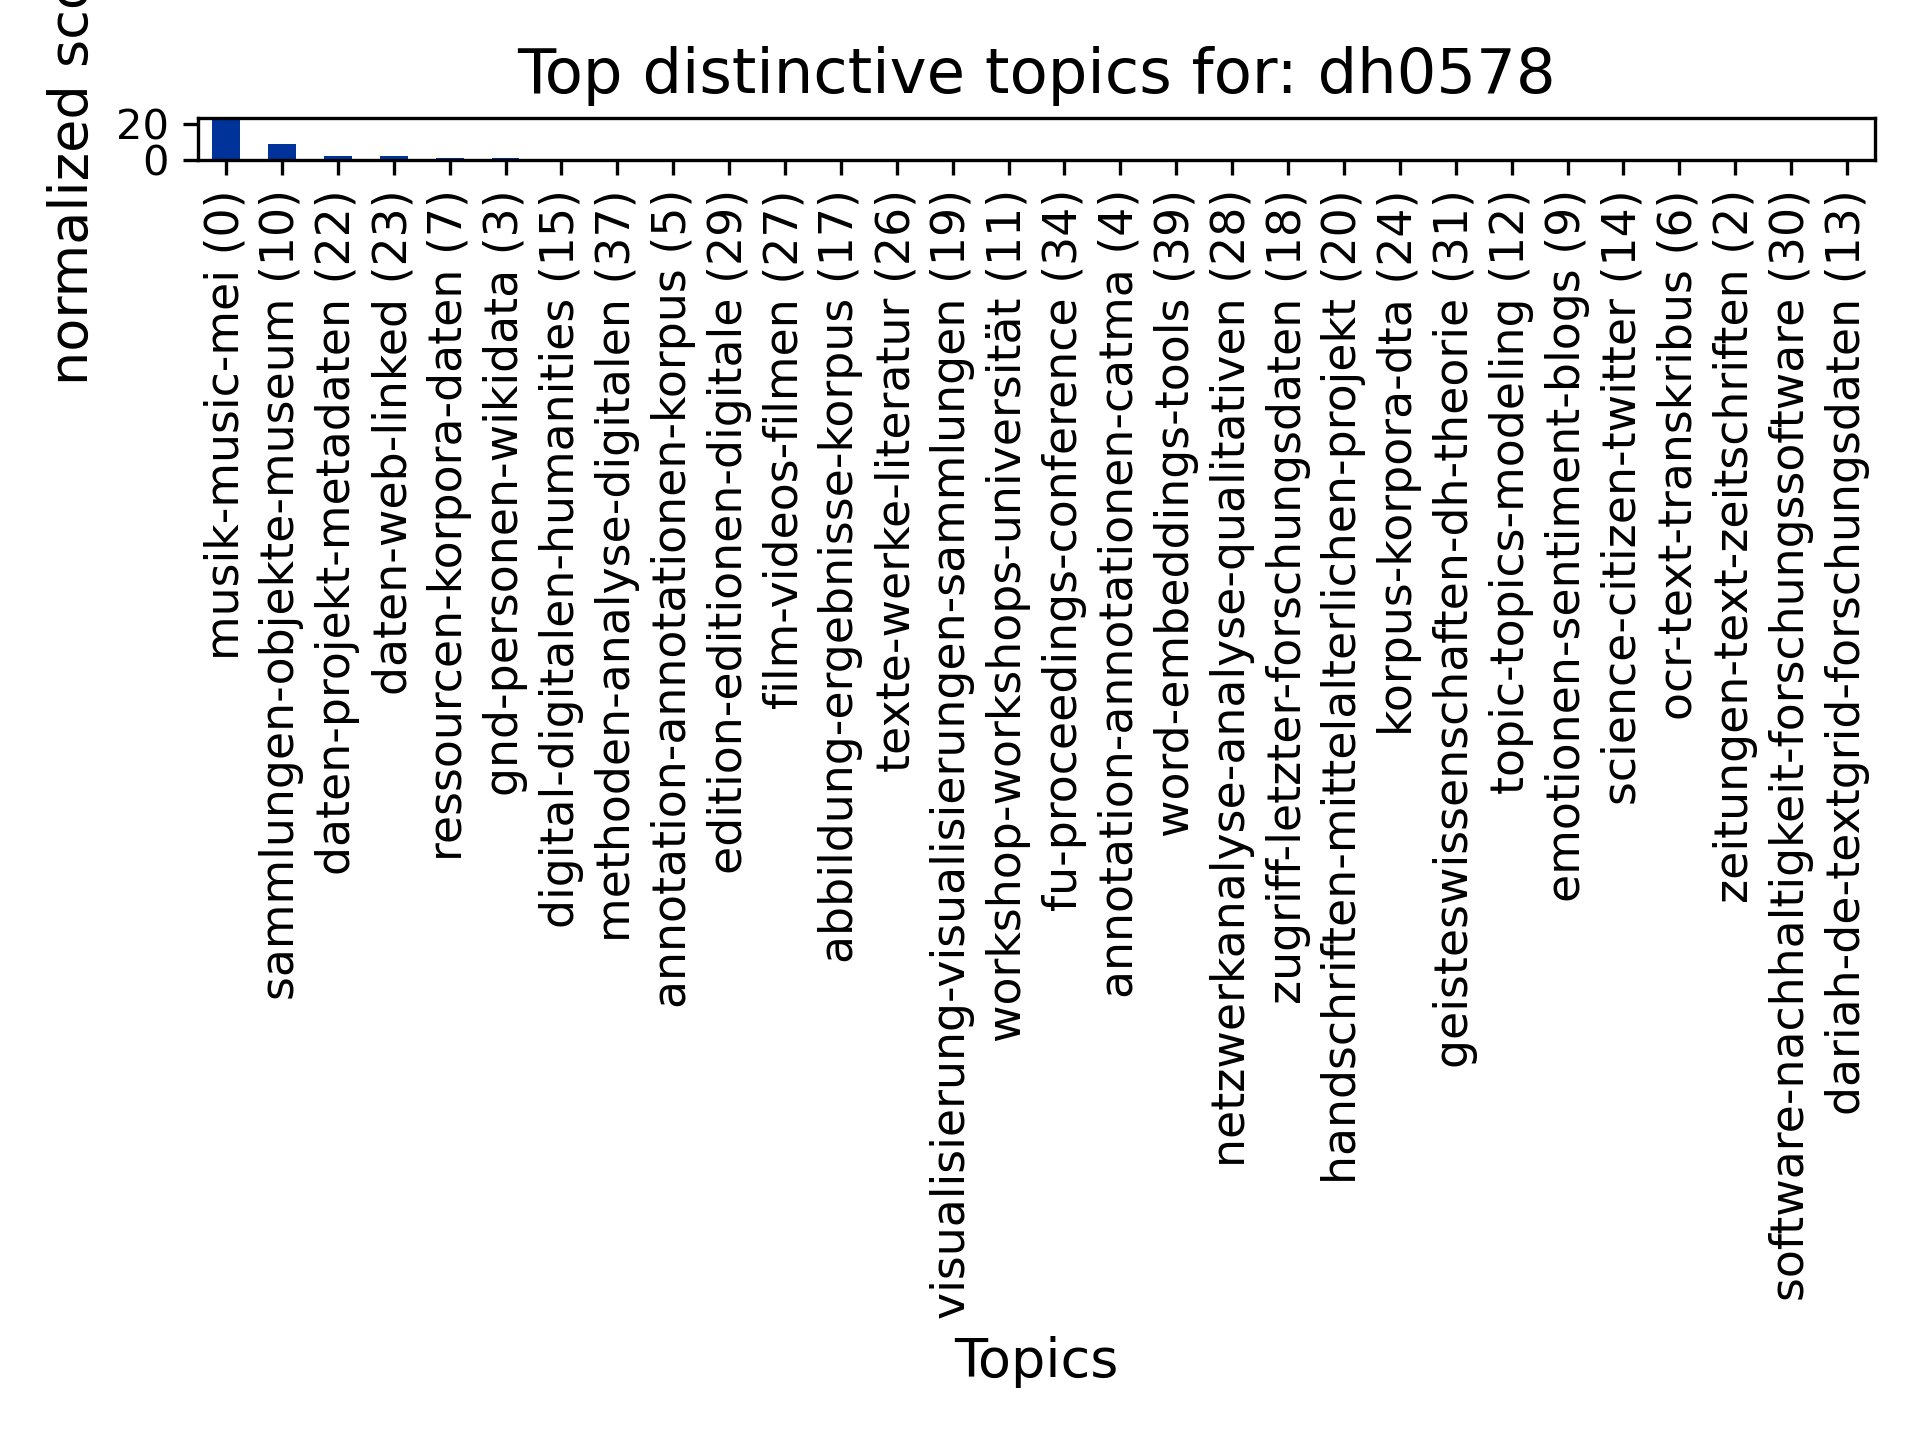 Top distinctive topics for: dh0578
normalized
20
0
musik-music-mei (0)
sammlungen-objekte-museum (10)
daten-projekt-metadaten (22)
daten-web-linked (23)
ressourcen-korpora-daten (7)
gnd-personen-wikidata (3)
digital-digitalen-humanities (15)
methoden-analyse-digitalen (37)
annotation-annotationen-korpus (5)
edition-editionen-digitale (29)
film-videos-filmen (27)
abbildung-ergebnisse-korpus (17)
texte-werke-literatur (26)
visualisierung-visualisierungen-sammlungen (19)
workshop-workshops-universität (11)
fu-proceedings-conference (34)
annotation-annotationen-catma (4)
word-embeddings-tools (39)
netzwerkanalyse-analyse-qualitativen (28)
zugriff-letzter-forschungsdaten (18)
handschriften-mittelalterlichen-projekt (20)
korpus-korpora-dta (24)
geisteswissenschaften-dh-theorie (31)
topic-topics-modeling (12)
emotionen-sentiment-blogs (9)
science-citizen-twitter (14)
ocr-text-transkribus (6)
zeitungen-text-zeitschriften (2)
software-nachhaltigkeit-forschungssoftware (30)
dariah-de-textgrid-forschungsdaten (13)
Topics